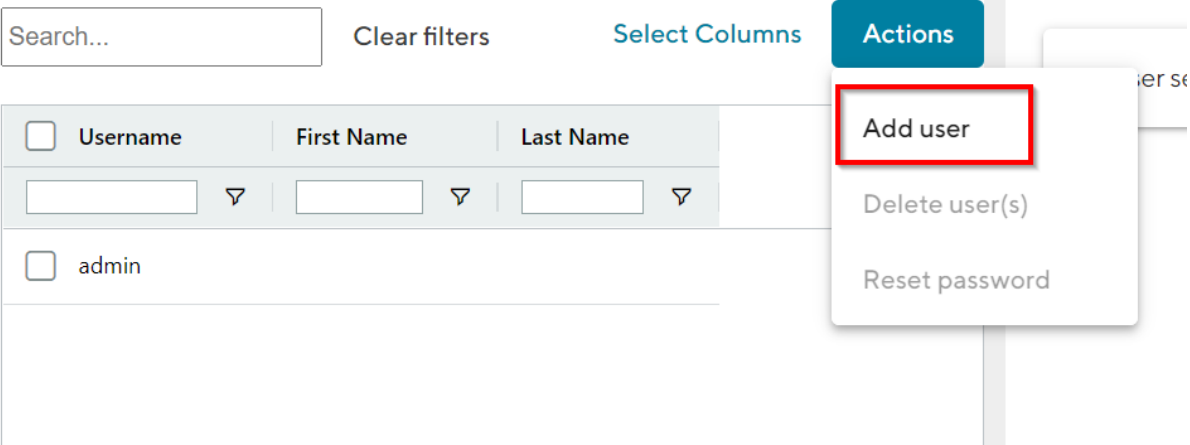 Search...
Clear filters
Select Columns
Actions
Username
First Name
Last Name
admin
Add user
Delete user(s)
Reset password